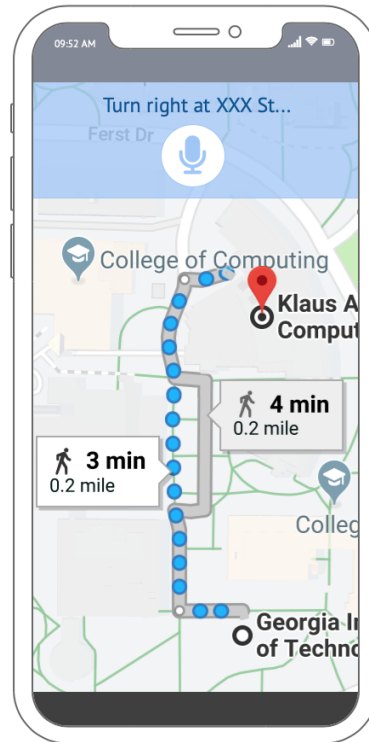 09:52 AM
Turn right at XXX St...
Ferst Dr
College of Computing
Klaus A
Comput
4 min
0.2 mile
3 min
0.2 mile
Colleg
Georgia In
of Techno